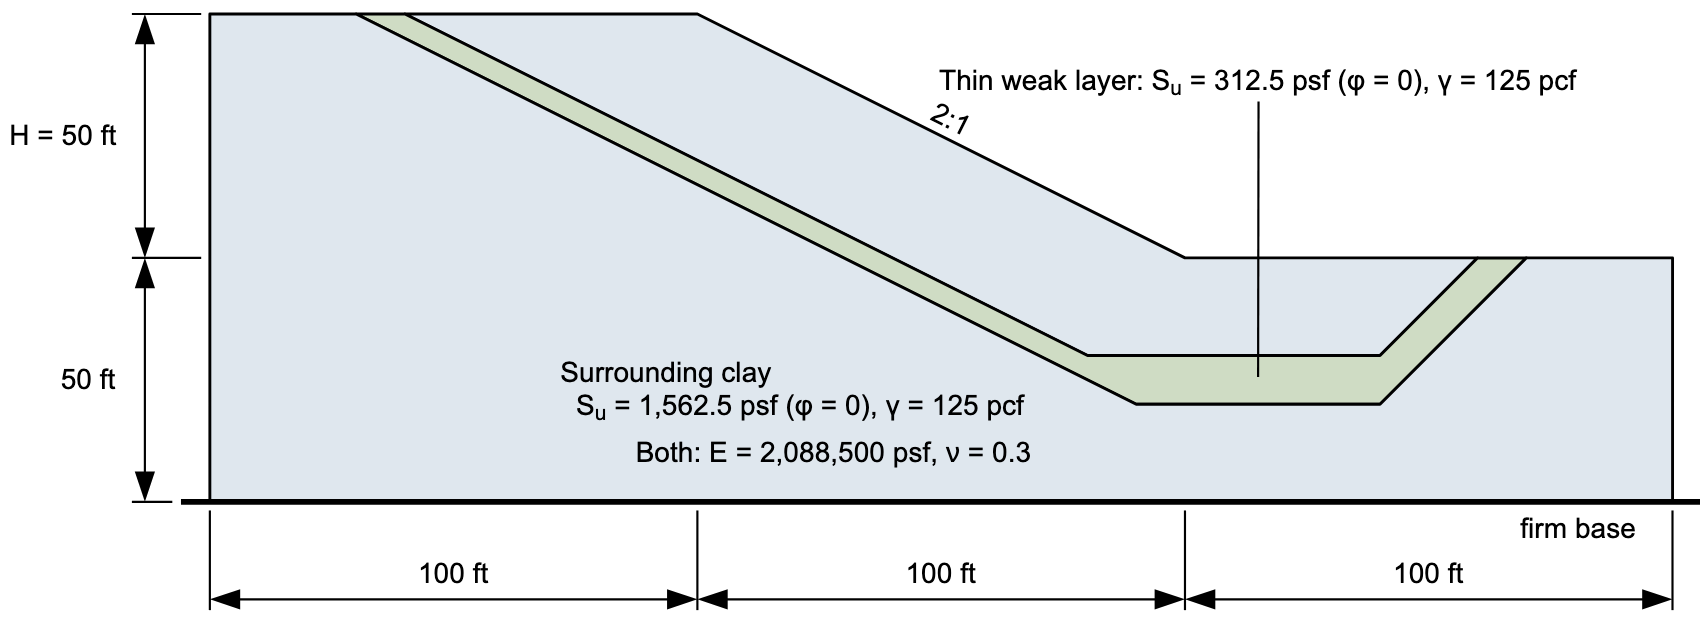 Thin weak layer: Sᵤ = 312.5 psf (φ = 0), γ = 125 pcf
2:1
H = 50 ft
50 ft
Surrounding clay
Sᵤ = 1,562.5 psf (φ = 0), γ = 125 pcf
Both: E = 2,088,500 psf, ν = 0.3
firm base
100 ft
100 ft
100 ft